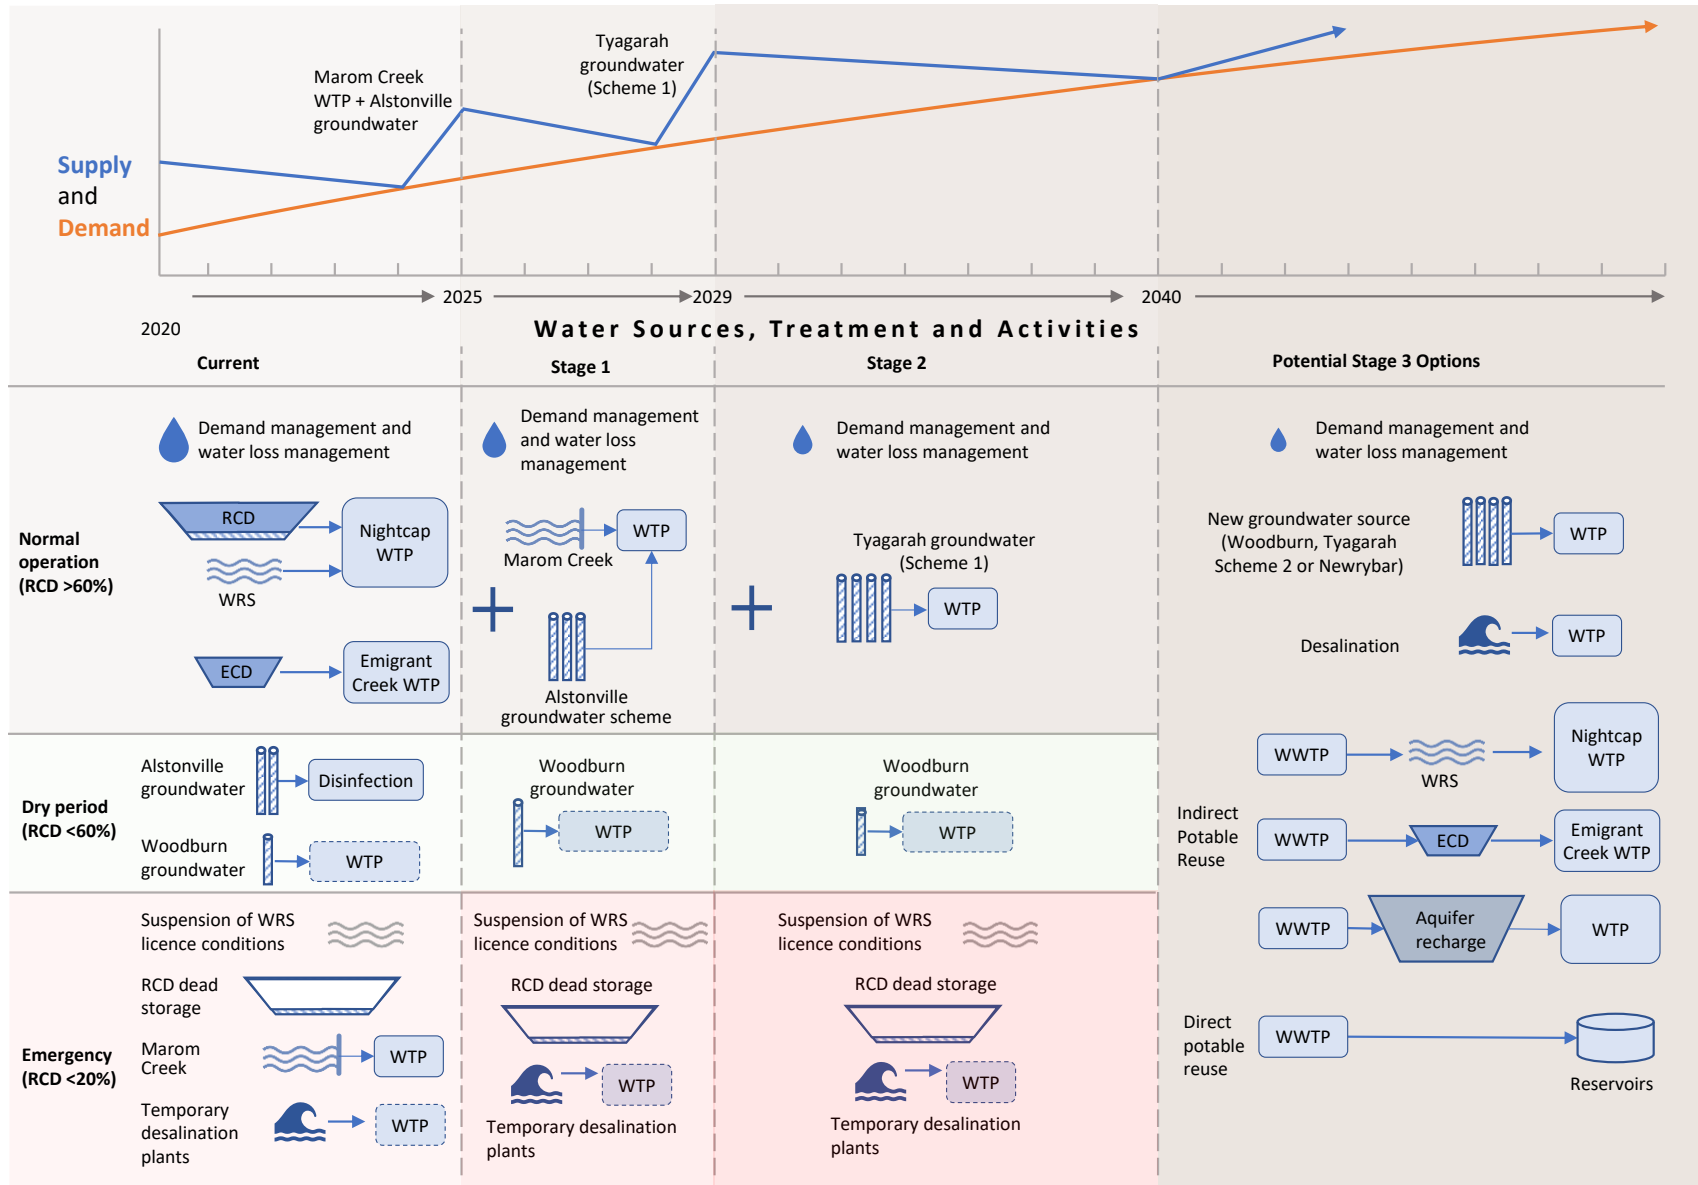 Tyagarah
groundwater
(Scheme 1)
Marom Creek
WTP + Alstonville
groundwater
Supply
and
Demand
2025
2029
2040
2020
Water Sources, Treatment and Activities
Current
Stage 1
Stage 2
Potential Stage 3 Options
Normal
operation
(RCD >60%)
Demand management and
water loss management
RCD
Nightcap
WTP
WRS
ECD
Emigrant
Creek WTP
Demand management
and water loss
management
WTP
Marom Creek
Alstonville
groundwater scheme
Demand management and
water loss management
Tyagarah groundwater
(Scheme 1)
WTP
Dry period
(RCD <60%)
Alstonville
groundwater
Disinfection
Woodburn
groundwater
WTP
Woodburn
groundwater
WTP
Woodburn
groundwater
WTP
Emergency
(RCD <20%)
Suspension of WRS
licence conditions
RCD dead
storage
Marom
Creek
WTP
Temporary
desalination
plants
WTP
Suspension of WRS
licence conditions
RCD dead storage
WTP
Temporary desalination
plants
Suspension of WRS
licence conditions
RCD dead storage
WTP
Temporary desalination
plants
Demand management and
water loss management
New groundwater source
(Woodburn, Tyagarah
Scheme 2 or Newrybar)
WTP
Desalination
WTP
Indirect
Potable
Reuse
WWTP
WRS
Nightcap
WTP
WWTP
ECD
Emigrant
Creek WTP
WWTP
Aquifer
recharge
WTP
Direct
potable
reuse
WWTP
Reservoirs